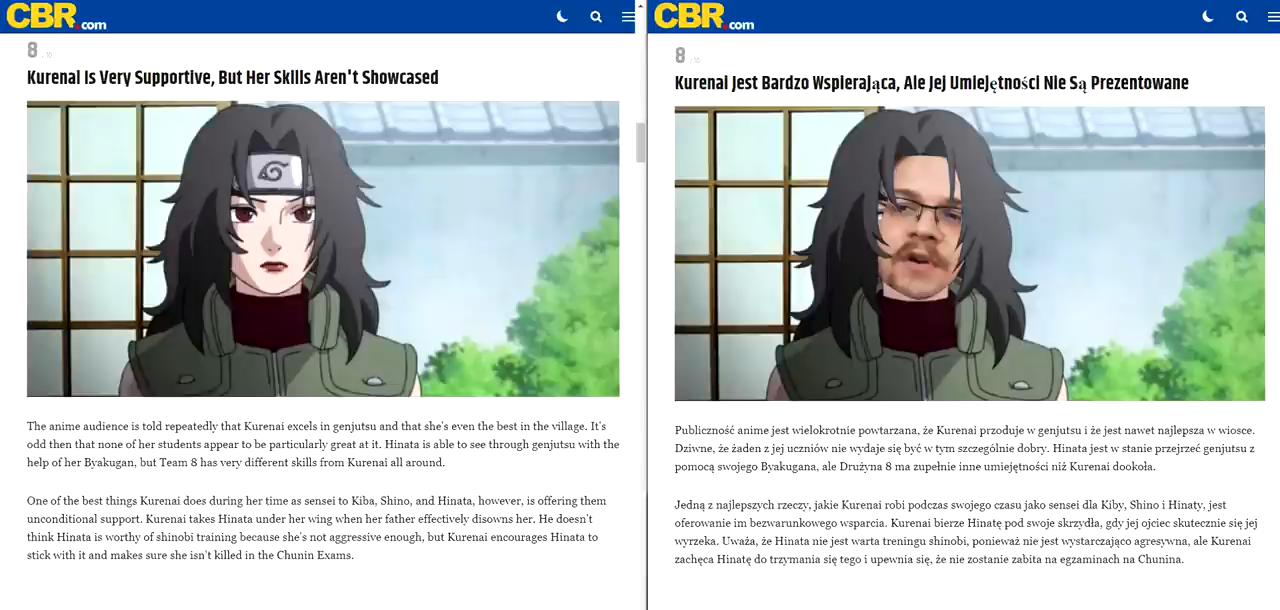 CBR.com
8 / 10
Kurenai Is Very Supportive, But Her Skills Aren't Showcased
The anime audience is told repeatedly that Kurenai excels in genjutsu and that she's even the best in the village. It's
odd then that none of her students appear to be particularly great at it. Hinata is able to see through genjutsu with the
help of her Byakugan, but Team 8 has very different skills from Kurenai all around.
One of the best things Kurenai does during her time as sensei to Kiba, Shino, and Hinata, however, is offering them
unconditional support. Kurenai takes Hinata under her wing when her father effectively disowns her. He doesn't
think Hinata is worthy of shinobi training because she's not aggressive enough, but Kurenai encourages Hinata to
stick with it and makes sure she isn't killed in the Chunin Exams.
CBR.com
8 / 10
Kurenai Jest Bardzo Wspierająca, Ale Jej Umiejętności Nie Są Prezentowane
Publiczność anime jest wielokrotnie powtarzana, że Kurenai przoduje w genjutsu i że jest nawet najlepsza w wiosce.
Dziwne, że żaden z jej uczniów nie wydaje się być w tym szczególnie dobry. Hinata jest w stanie przejrzeć genjutsu z
pomocą swojego Byakugana, ale Drużyna 8 ma zupełnie inne umiejętności niż Kurenai dookoła.
Jedną z najlepszych rzeczy, jakie Kurenai robi podczas swojego czasu jako sensei dla Kiby, Shino i Hinaty, jest
oferowanie im bezwarunkowego wsparcia. Kurenai bierze Hinatę pod swoje skrzydła, gdy jej ojciec skutecznie się jej
wyrzeka. Uważa, że Hinata nie jest warta treningu shinobi, ponieważ nie jest wystarczająco agresywna, ale Kurenai
zachęca Hinatę do trzymania się tego i upewnia się, że nie zostanie zabita na egzaminach na Chunina.